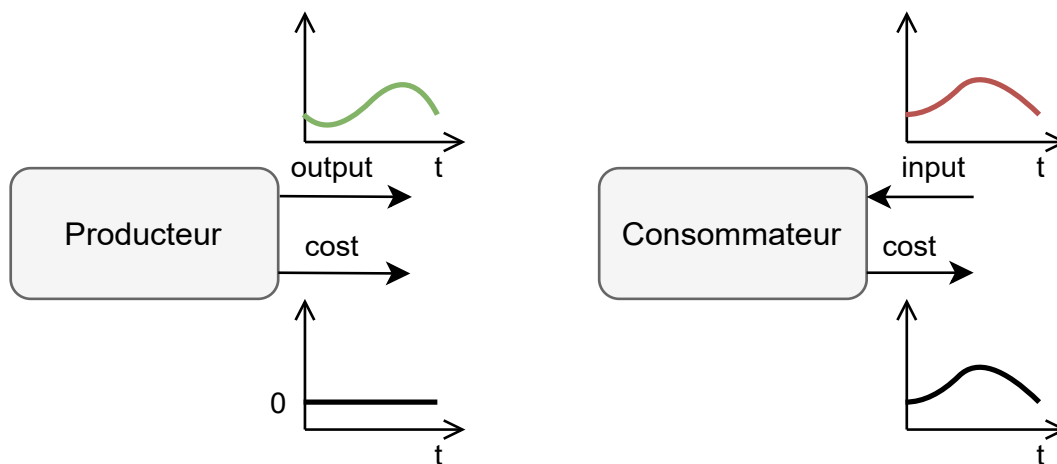 output
t
Producteur
cost
0
t
input
t
Consommateur
cost
t